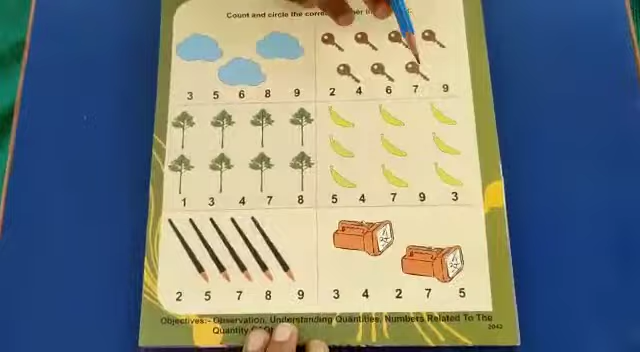 Count and circle the
3 5 6 8 9
2 4 6 7 9
1 3 4 7 8
5 4 7 9 3
2 5 7 8 9
3 4 2 7 5
Objectives:- Observation, Understanding Quantities, Numbers Related To The
Quantity